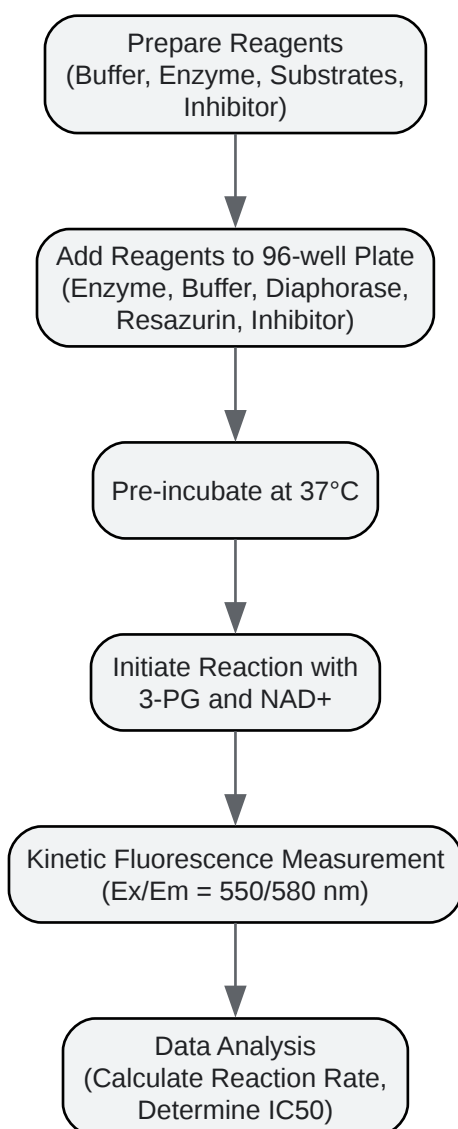 Prepare Reagents
(Buffer, Enzyme, Substrates,
Inhibitor)
Add Reagents to 96-well Plate
(Enzyme, Buffer, Diaphorase,
Resazurin, Inhibitor)
Pre-incubate at 37°C
Initiate Reaction with
3-PG and NAD+
Kinetic Fluorescence Measurement
(Ex/Em = 550/580 nm)
Data Analysis
(Calculate Reaction Rate,
Determine IC50)